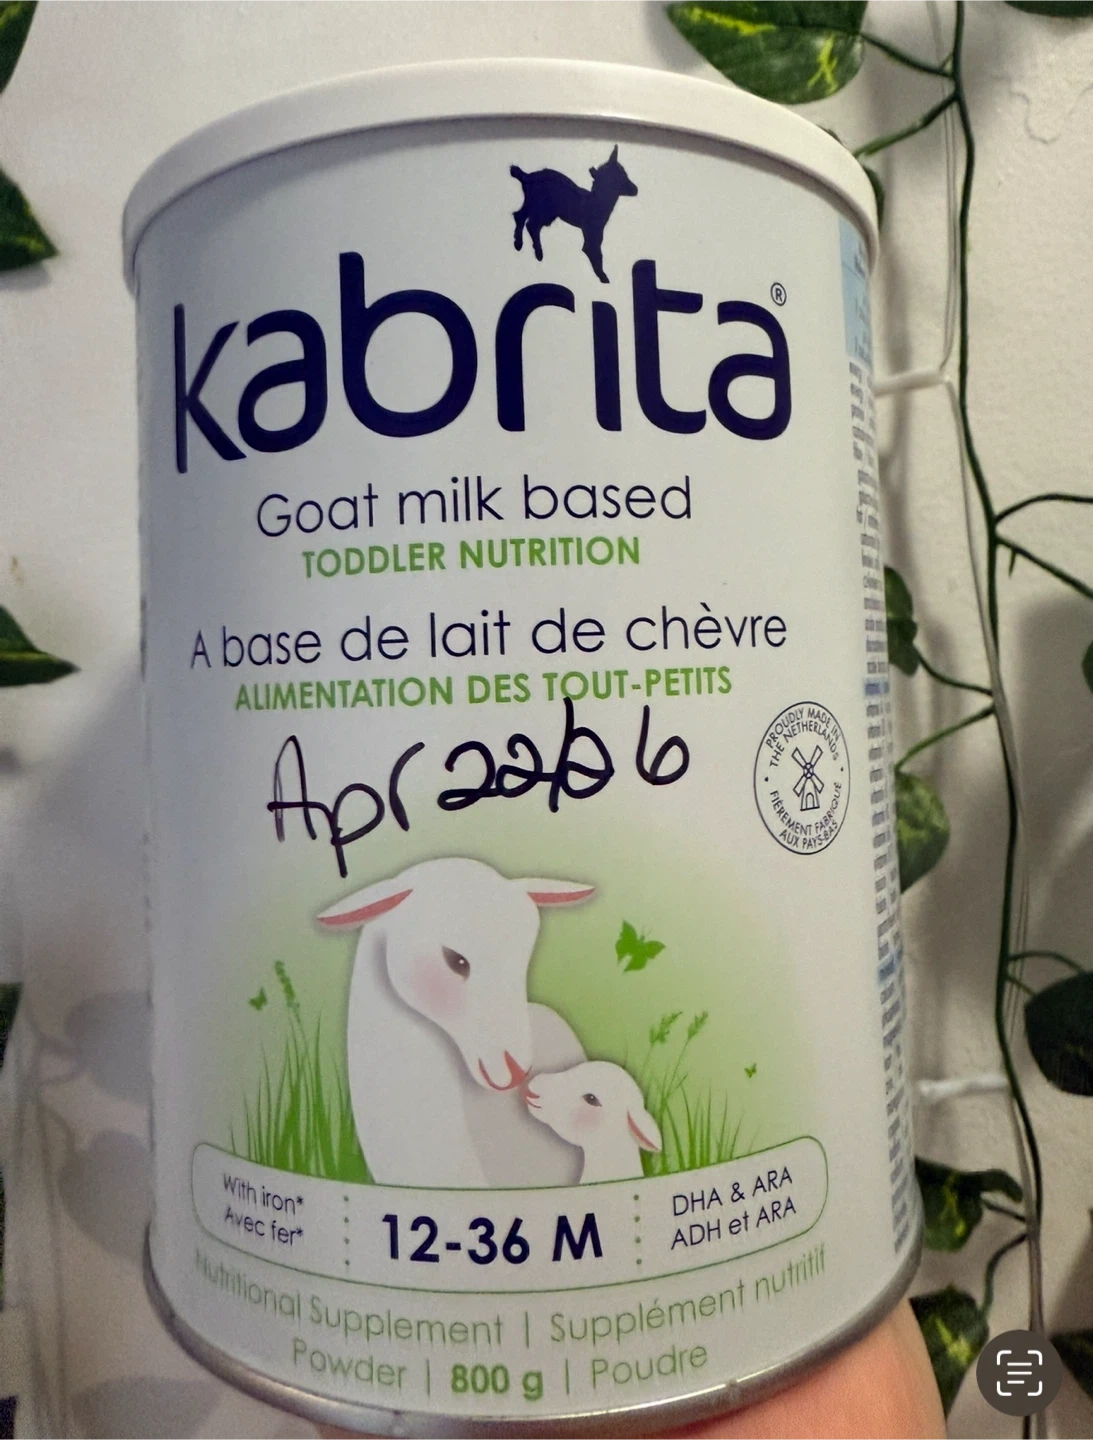 kabrita®
Goat milk based
TODDLER NUTRITION
A base de lait de chèvre
ALIMENTATION DES TOUT-PETITS
Apr 22
PROUDLY MADE IN
THE NETHERLANDS
FIÈREMENT FABRIQUÉ
AUX PAYS-BAS
With iron*
Avec fer*
12-36 M
DHA & ARA
ADH et ARA
Nutritional Supplement | Supplément nutritif
Powder | 800 g | Poudre